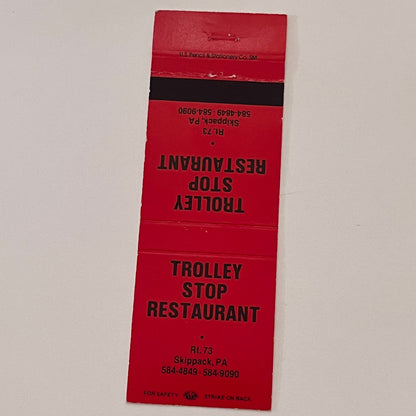 U.S. Pencil & Stationery Co. SM
584-4849 · 584-9090
Skippack, PA
Rt. 73
•
RESTAURANT
STOP
TROLLEY
TROLLEY
STOP
RESTAURANT
•
Rt. 73
Skippack, PA
584-4849 · 584-9090
FOR SAFETY STRIKE ON BACK